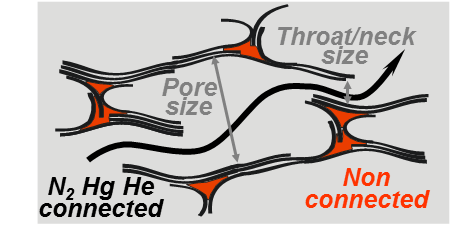 Throat/neck
size
Pore
size
N₂ Hg He
connected
Non
connected